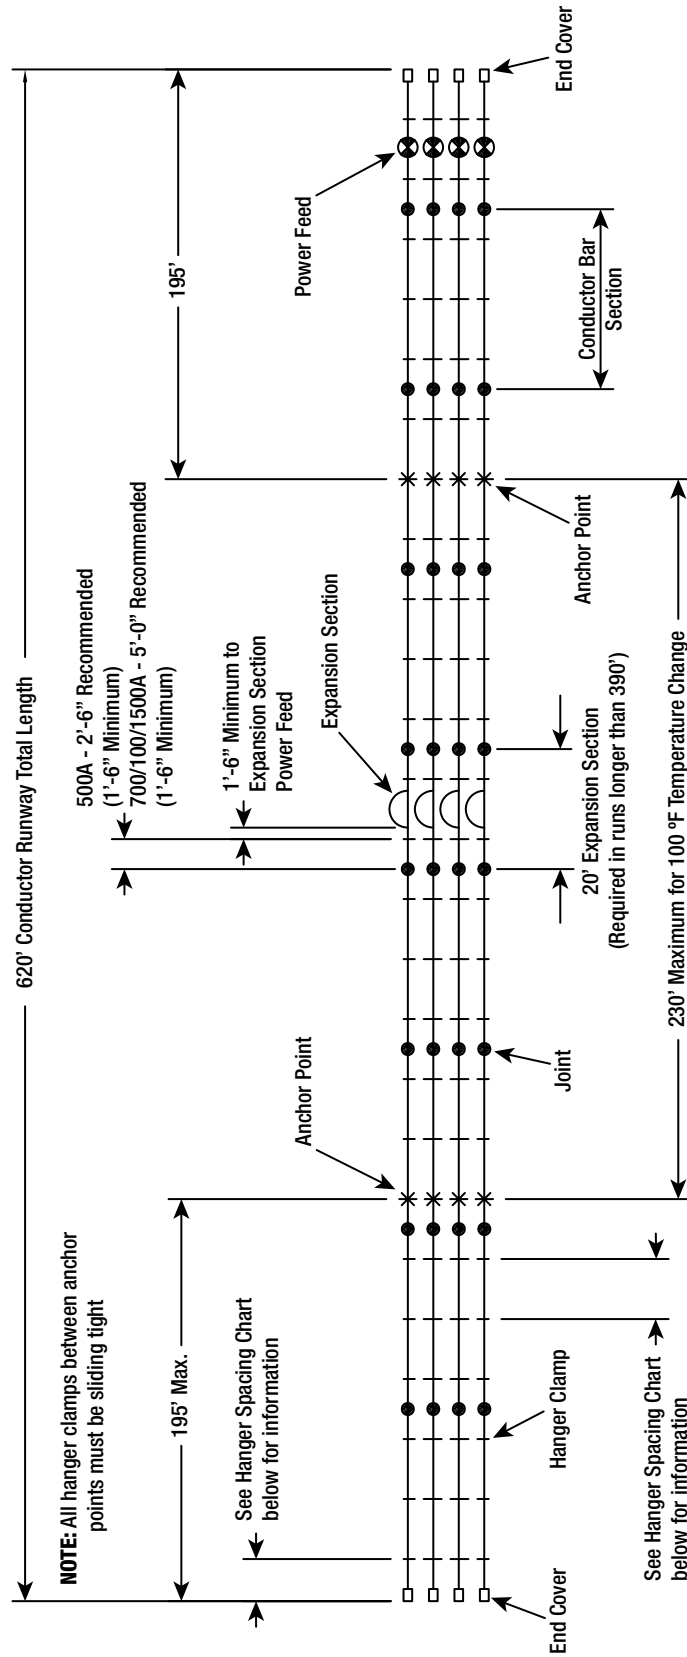 620’ Conductor Runway Total Length
NOTE: All hanger clamps between anchor
points must be sliding tight
195’ Max.
195’
500A - 2’-6” Recommended
(1’-6” Minimum)
700/100/1500A - 5’-0” Recommended
(1’-6” Minimum)
1’-6” Minimum to
Expansion Section
Power Feed
See Hanger Spacing Chart
below for information
Anchor Point
Expansion Section
Power Feed
End Cover
Hanger Clamp
Joint
Anchor Point
Conductor Bar
Section
End Cover
20’ Expansion Section
(Required in runs longer than 390’)
See Hanger Spacing Chart
below for information
230’ Maximum for 100 ºF Temperature Change